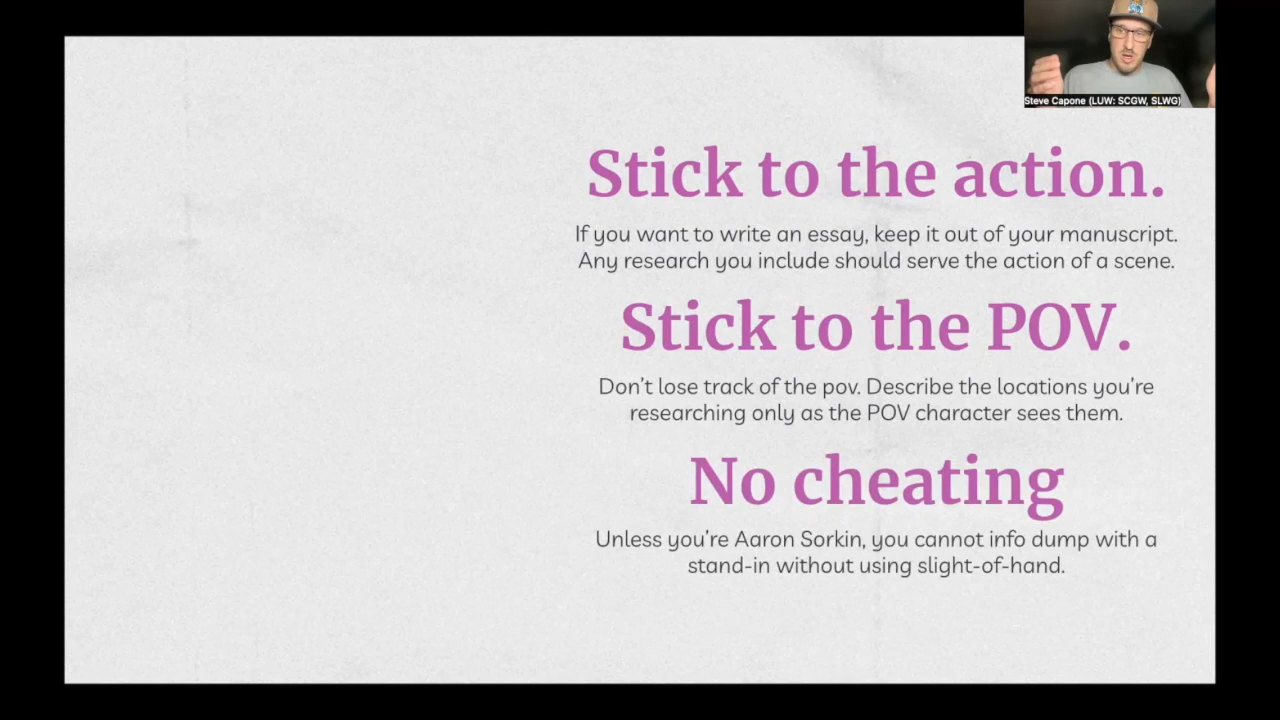 Steve Capone (LUW: SCGW, SLWG)
Stick to the action.
If you want to write an essay, keep it out of your manuscript.
Any research you include should serve the action of a scene.
Stick to the POV.
Don't lose track of the pov. Describe the locations you're
researching only as the POV character sees them.
No cheating
Unless you're Aaron Sorkin, you cannot info dump with a
stand-in without using slight-of-hand.